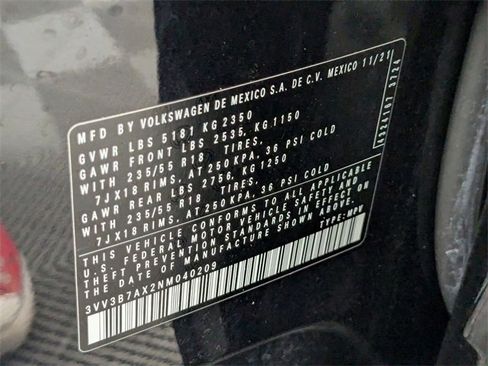 MFD BY VOLKSWAGEN DE MEXICO S.A. DE C.V. MEXICO 11/21
GVWR LBS 5181 KG 2350
GAWR FRONT LBS 2535, KG 1150
WITH 235/55 R18 TIRES,
7JX18 RIMS, AT 250 KPA, 36 PSI COLD
GAWR REAR LBS 2756, KG 1250
WITH 235/55 R18 TIRES,
7JX18 RIMS, AT 250 KPA, 36 PSI COLD
THIS VEHICLE CONFORMS TO ALL APPLICABLE
U.S. FEDERAL MOTOR VEHICLE SAFETY AND
THEFT PREVENTION STANDARDS IN EFFECT ON
THE DATE OF MANUFACTURE SHOWN ABOVE.
3VV3B7AX2NM040209
TYPE: MPV